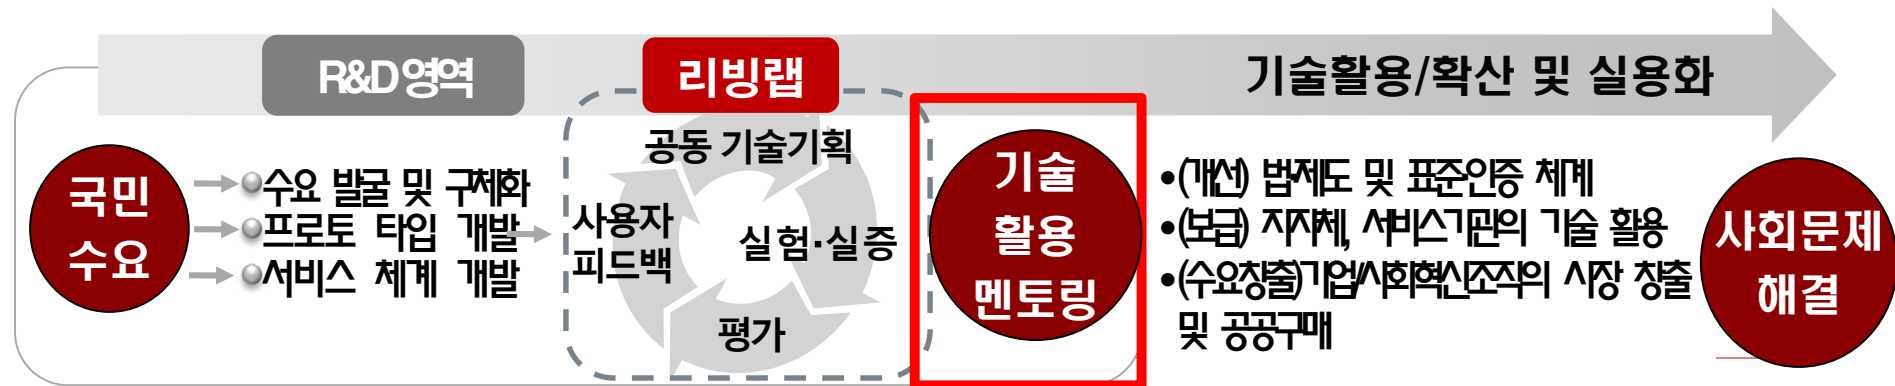 R&D영역
리빙랩
기술활용/확산 및 실용화
국민
수요
수요 발굴 및 구체화
프로토 타입 개발
서비스 체계 개발
공동 기술기획
사용자
피드백
실험·실증
평가
기술
활용
멘토링
•(개선) 법제도 및 표준인증 체계
•(보급) 지자체, 서비스기관의 기술 활용
•(수요창출)기업/사회혁신조직의 시장 창출
및 공공구매
사회문제
해결